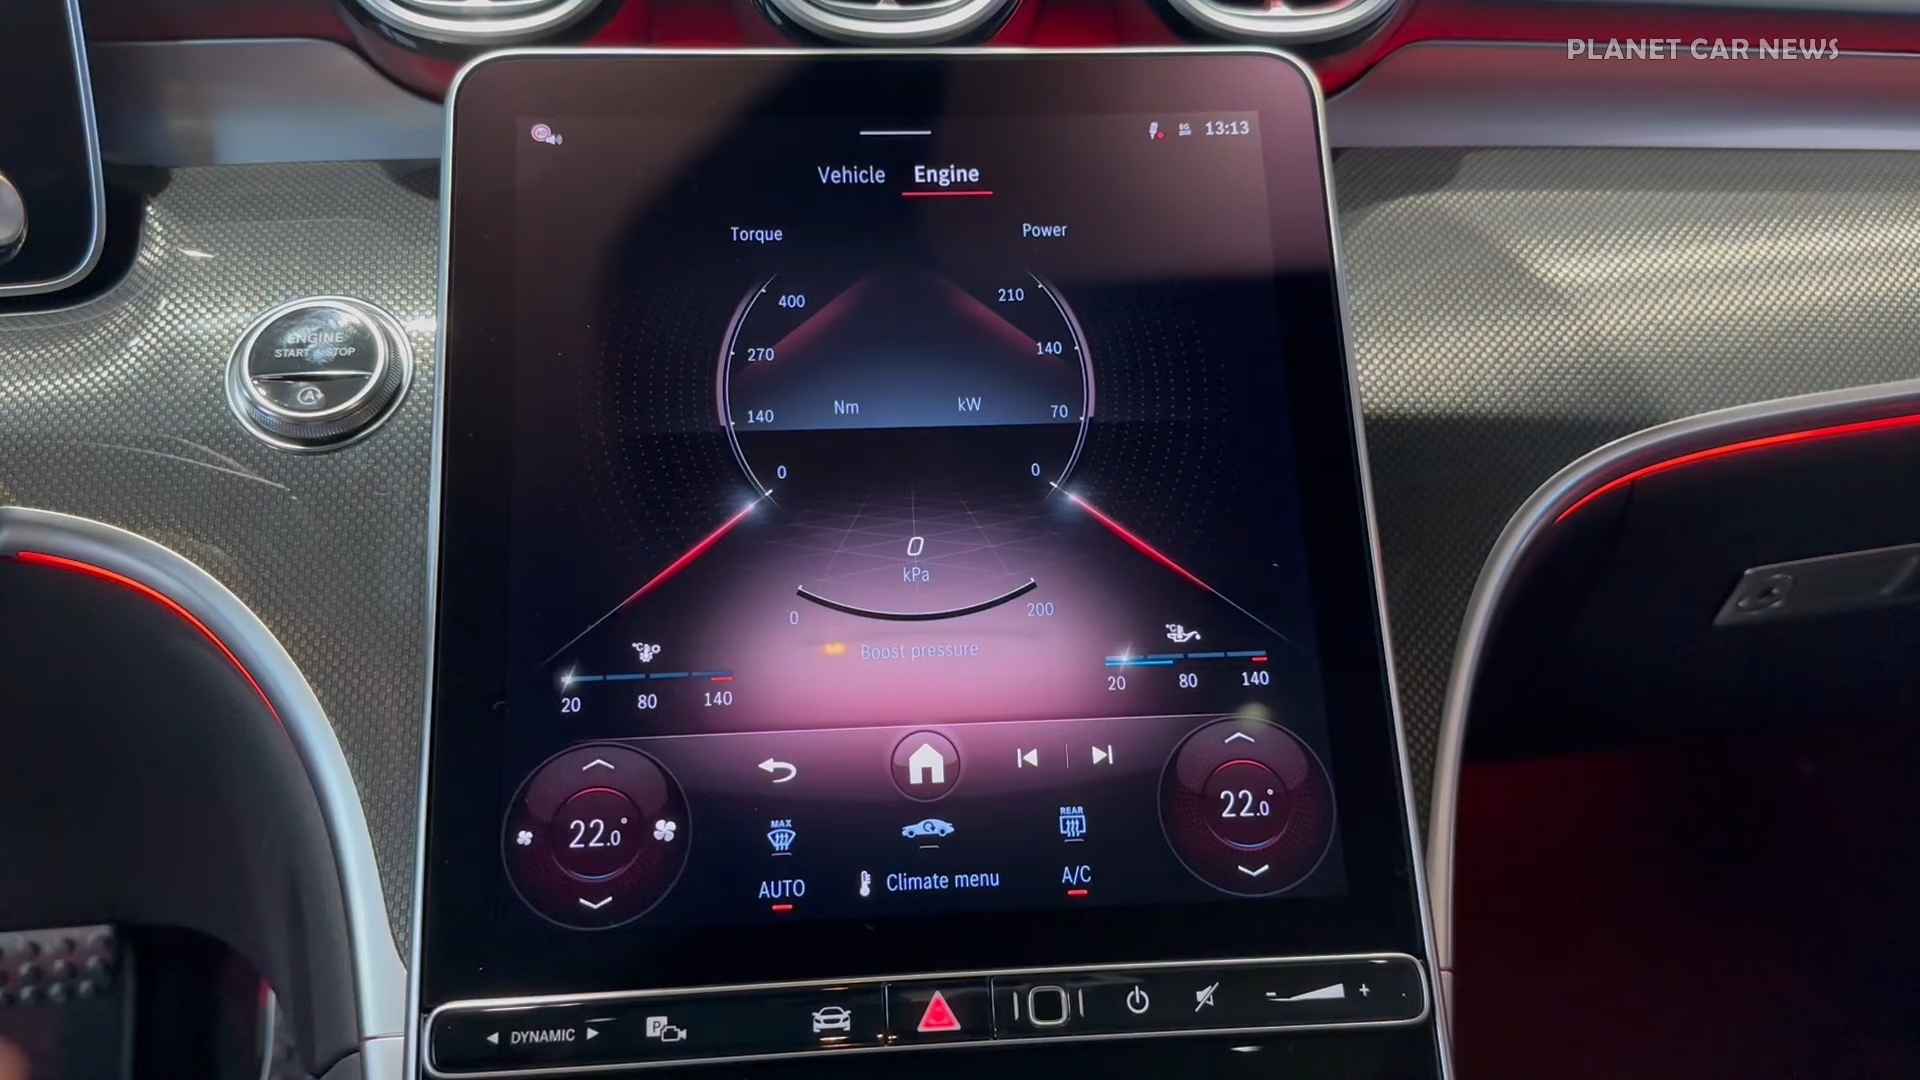 PLANET CAR NEWS
13:13
Vehicle Engine
Torque Power
400 210
270 140
Nm kW
140 70
0 0
ENGINE
START STOP
A
0
kPa
0 200
Boost pressure
°C °C
20 80 140
20 80 140
22.0° 22.0°
MAX REAR
AUTO Climate menu A/C
DYNAMIC P - +